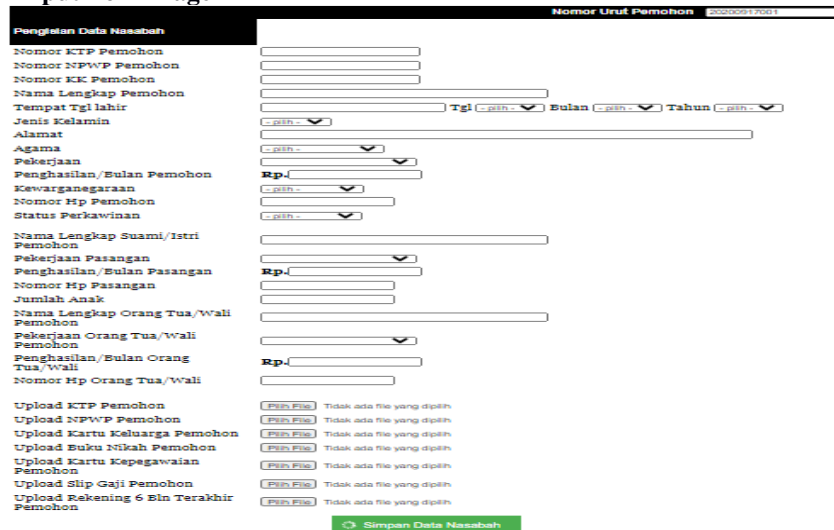 Nomor Urut Pemohon 20200917001
Pengisian Data Nasabah
Nomor KTP Pemohon
Nomor NPWP Pemohon
Nomor KK Pemohon
Nama Lengkap Pemohon
Tempat Tgl lahir Tgl - pilih - Bulan - pilih - Tahun - pilih -
Jenis Kelamin - pilih -
Alamat
Agama - pilih -
Pekerjaan
Penghasilan/Bulan Pemohon Rp.
Kewarganegaraan - pilih -
Nomor Hp Pemohon
Status Perkawinan - pilih -
Nama Lengkap Suami/Istri
Pemohon
Pekerjaan Pasangan
Penghasilan/Bulan Pasangan Rp.
Nomor Hp Pasangan
Jumlah Anak
Nama Lengkap Orang Tua/Wali
Pemohon
Pekerjaan Orang Tua/Wali
Pemohon
Penghasilan/Bulan Orang
Tua/Wali Rp.
Nomor Hp Orang Tua/Wali
Upload KTP Pemohon Pilih File Tidak ada file yang dipilih
Upload NPWP Pemohon Pilih File Tidak ada file yang dipilih
Upload Kartu Keluarga Pemohon Pilih File Tidak ada file yang dipilih
Upload Buku Nikah Pemohon Pilih File Tidak ada file yang dipilih
Upload Kartu Kepegawaian
Pemohon Pilih File Tidak ada file yang dipilih
Upload Slip Gaji Pemohon Pilih File Tidak ada file yang dipilih
Upload Rekening 6 Bln Terakhir
Pemohon Pilih File Tidak ada file yang dipilih
Simpan Data Nasabah